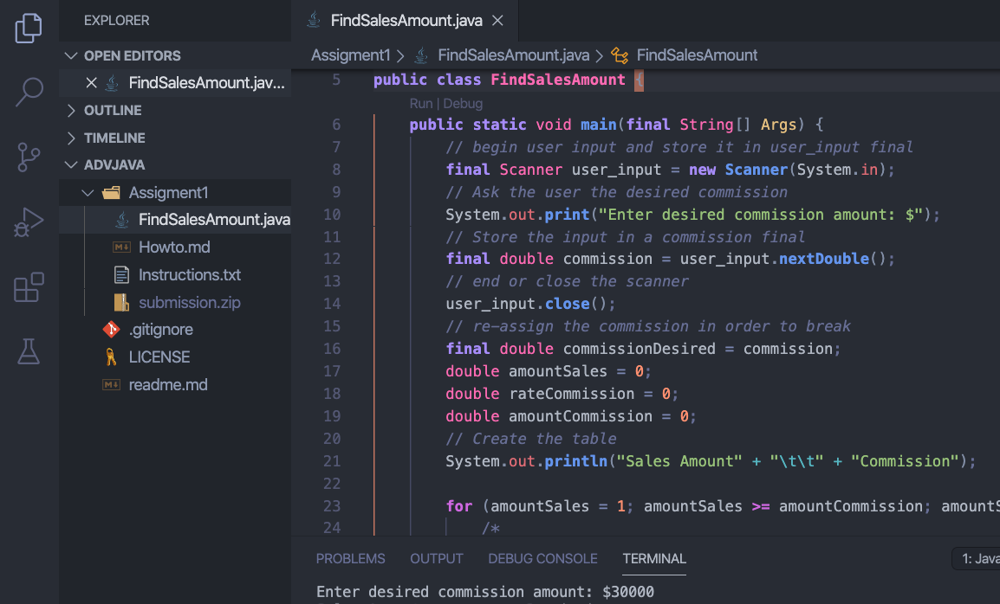 EXPLORER
OPEN EDITORS
FindSalesAmount.jav...
OUTLINE
TIMELINE
ADVJAVA
Assigment1
FindSalesAmount.java
M↓ Howto.md
Instructions.txt
submission.zip
.gitignore
LICENSE
M↓ readme.md
FindSalesAmount.java
Assigment1 > FindSalesAmount.java > FindSalesAmount
5 public class FindSalesAmount {
Run | Debug
6 public static void main(final String[] Args) {
7 // begin user input and store it in user_input final
8 final Scanner user_input = new Scanner(System.in);
9 // Ask the user the desired commission
10 System.out.print("Enter desired commission amount: $");
11 // Store the input in a commission final
12 final double commission = user_input.nextDouble();
13 // end or close the scanner
14 user_input.close();
15 // re-assign the commission in order to break
16 final double commissionDesired = commission;
17 double amountSales = 0;
18 double rateCommission = 0;
19 double amountCommission = 0;
20 // Create the table
21 System.out.println("Sales Amount" + "\t\t" + "Commission");
22
23 for (amountSales = 1; amountSales >= amountCommission; amountS
24 /*
PROBLEMS OUTPUT DEBUG CONSOLE TERMINAL 1: Java
Enter desired commission amount: $30000